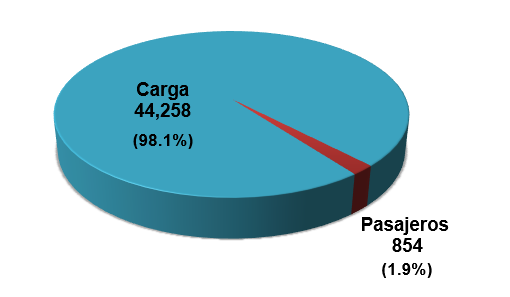 Carga
44,258
(98.1%)
Pasajeros
854
(1.9%)